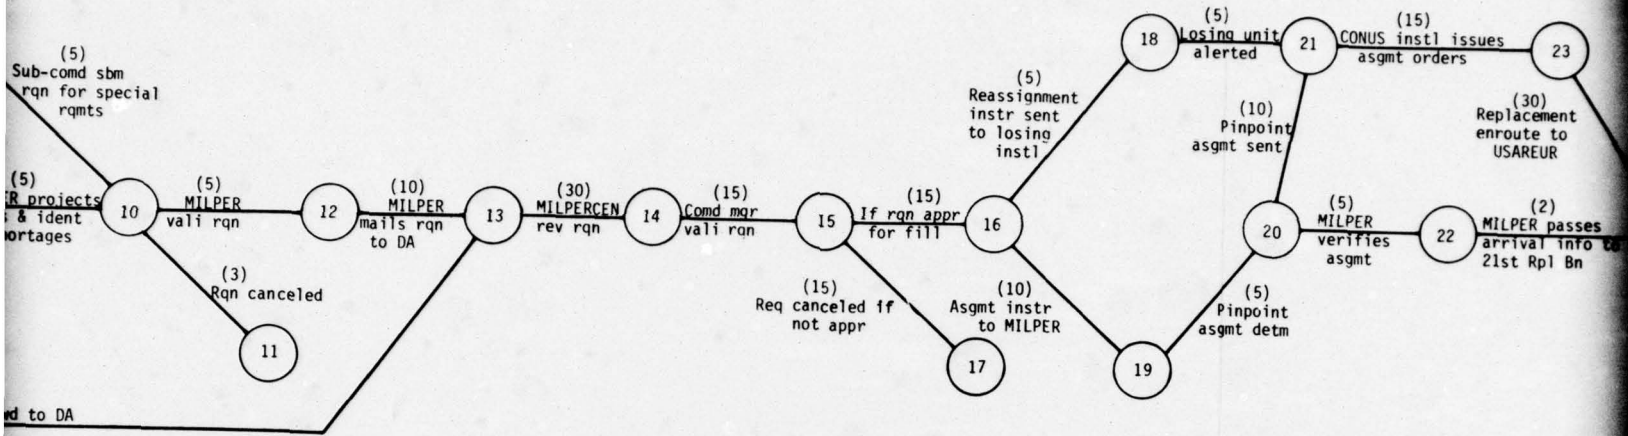 (5)
Sub-comd sbm
rqn for special
rqmts
(5)
projects
& ident
10
(5)
MILPER
vali rqn
(3)
Rqn canceled
11
to DA
12
(10)
MILPER
mails rqn
to DA
13
(30)
MILPERCEN
rev rqn
14
(15)
Comd mgr
vali rqn
15
(15)
If rqn appr
for fill
(15)
Req canceled if
not appr
16
17
(5)
Reassignment
instr sent
to losing
instl
(10)
Asgmt instr
to MILPER
18
19
(5)
Losing unit
alerted
(10)
Pinpoint
asgmt sent
(5)
Pinpoint
asgmt detm
20
21
(15)
CONUS instl issues
asgmt orders
(5)
MILPER
verifies
asgmt
22
23
(30)
Replacement
enroute to
USAREUR
(2)
MILPER passes
arrival info to
21st Rpl Bn